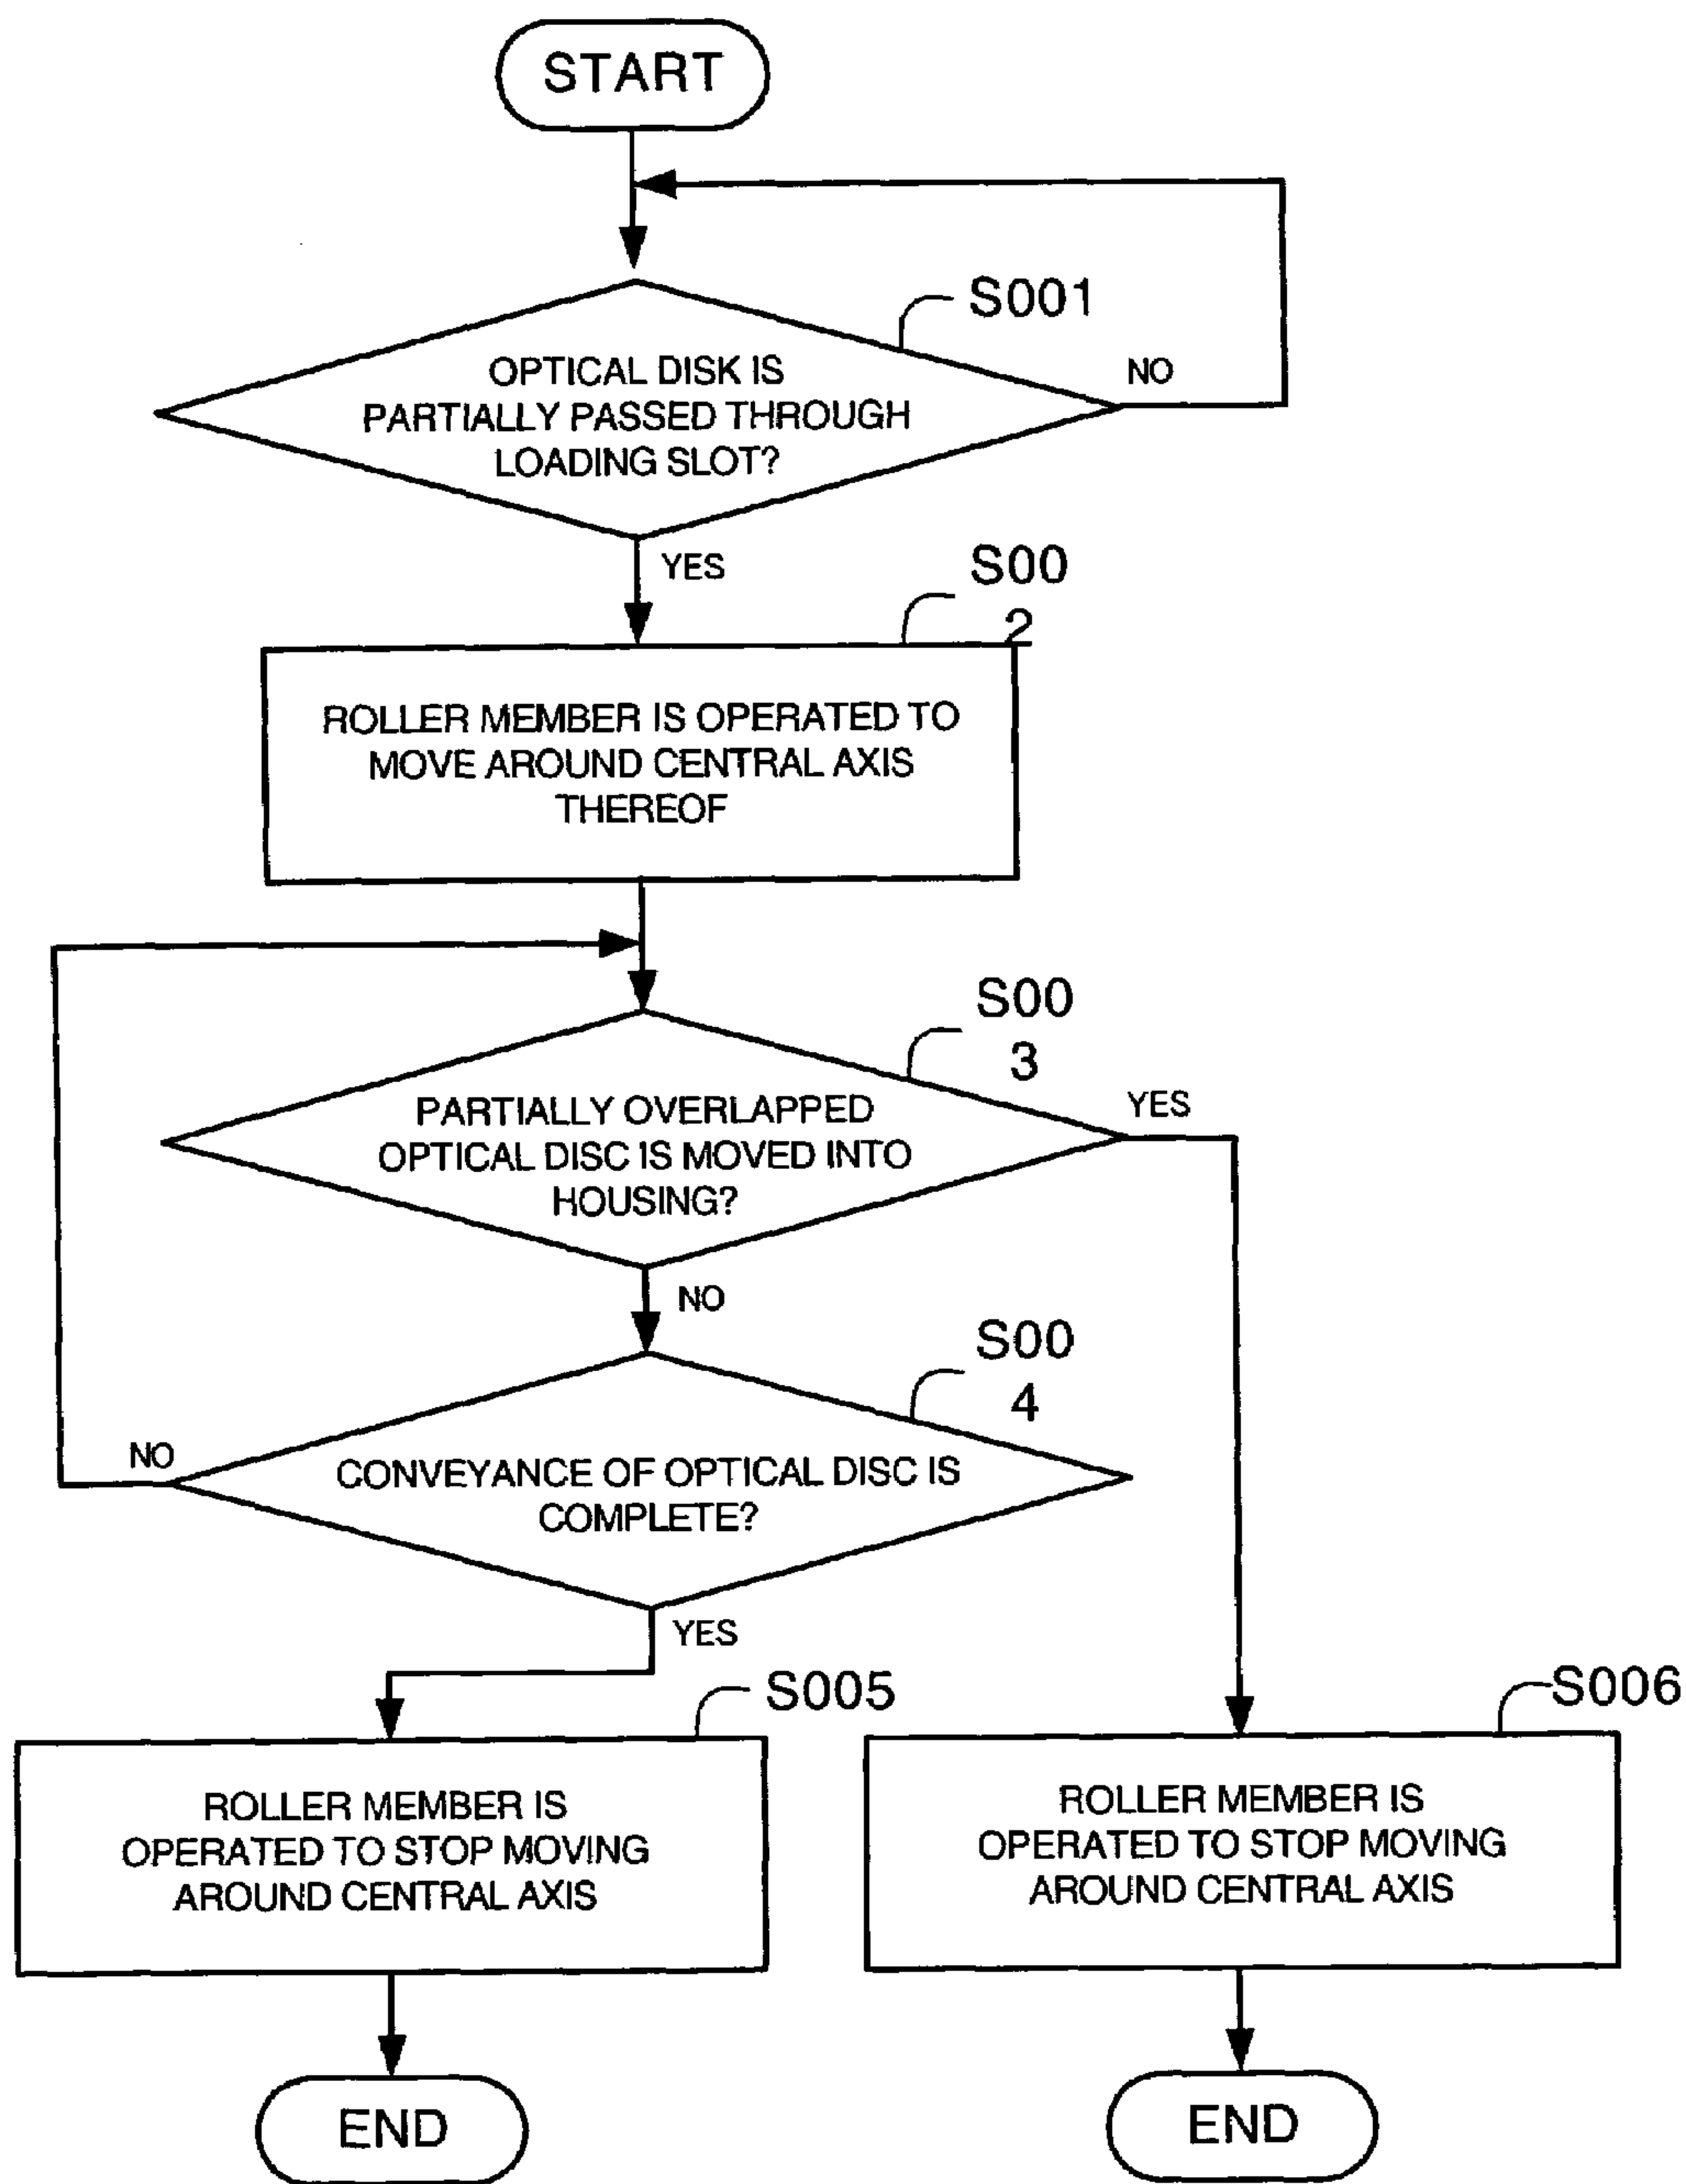 START
S001
OPTICAL DISK IS
PARTIALLY PASSED THROUGH
LOADING SLOT?
NO
YES
S00
2
ROLLER MEMBER IS OPERATED TO
MOVE AROUND CENTRAL AXIS
THEREOF
S00
3
PARTIALLY OVERLAPPED
OPTICAL DISC IS MOVED INTO
HOUSING?
YES
NO
S00
4
CONVEYANCE OF OPTICAL DISC IS
COMPLETE?
NO
YES
S005
ROLLER MEMBER IS
OPERATED TO STOP MOVING
AROUND CENTRAL AXIS
S006
ROLLER MEMBER IS
OPERATED TO STOP MOVING
AROUND CENTRAL AXIS
END
END